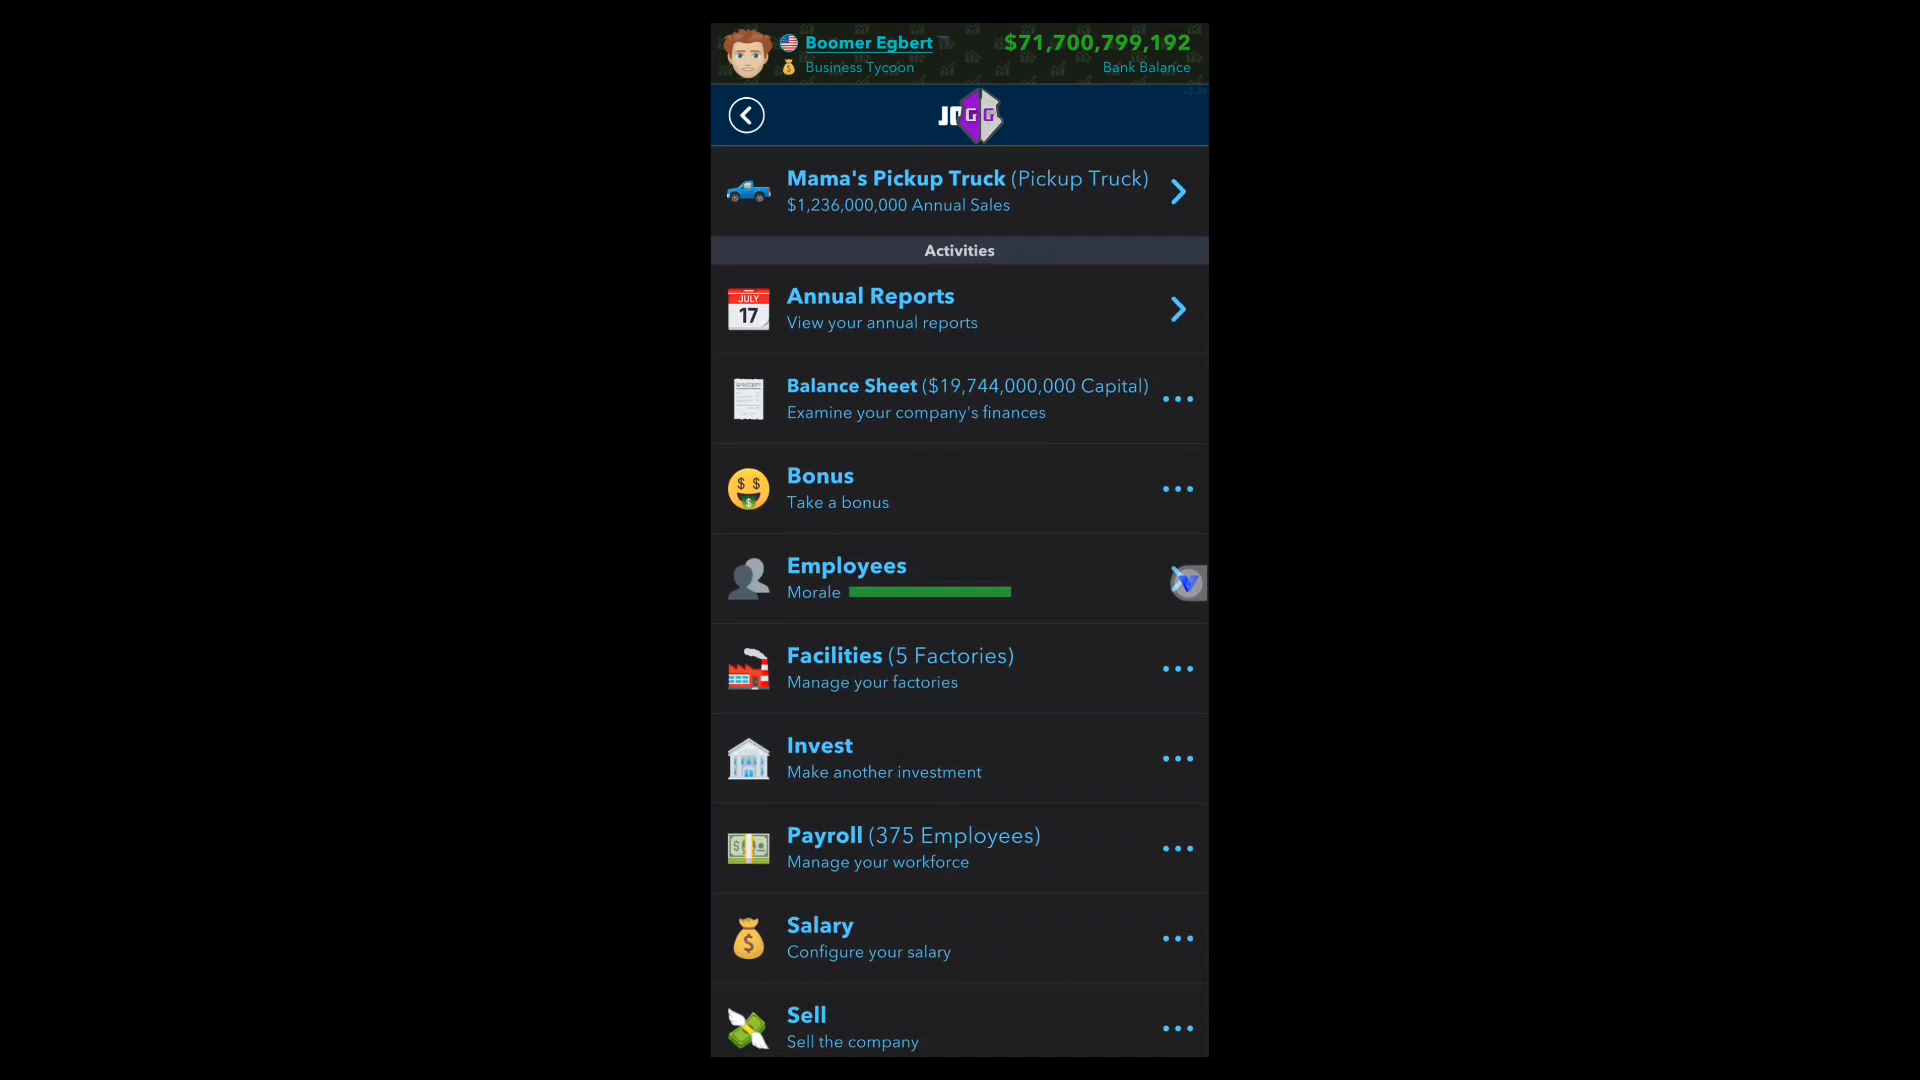 Boomer Egbert
$71,700,799,192
Business Tycoon
Bank Balance
v3.3a
GG
Mama's Pickup Truck (Pickup Truck)
$1,236,000,000 Annual Sales
Activities
JULY
17
Annual Reports
View your annual reports
Balance Sheet ($19,744,000,000 Capital)
Examine your company's finances
Bonus
Take a bonus
Employees
Morale
Facilities (5 Factories)
Manage your factories
Invest
Make another investment
Payroll (375 Employees)
Manage your workforce
Salary
Configure your salary
Sell
Sell the company